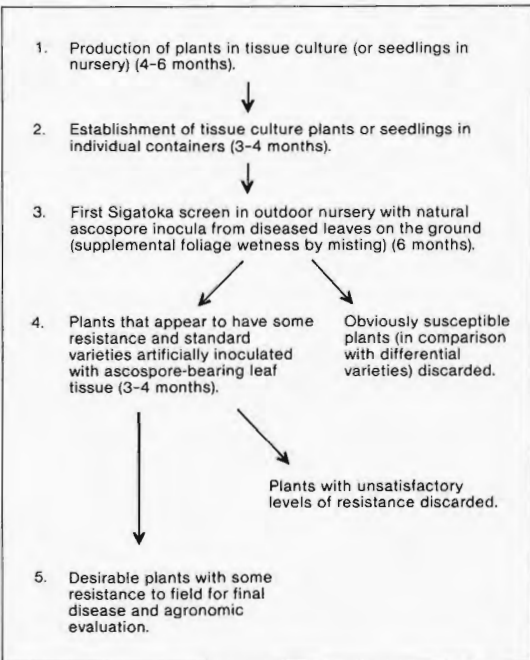 1. Production of plants in tissue culture (or seedlings in
nursery) (4–6 months).
2. Establishment of tissue culture plants or seedlings in
individual containers (3–4 months).
3. First Sigatoka screen in outdoor nursery with natural
ascospore inocula from diseased leaves on the ground
(supplemental foliage wetness by misting) (6 months).
4. Plants that appear to have some
resistance and standard
varieties artificially inoculated
with ascospore-bearing leaf
tissue (3–4 months).
Obviously susceptible
plants (in comparison
with differential
varieties) discarded.
Plants with unsatisfactory
levels of resistance discarded.
5. Desirable plants with some
resistance to field for final
disease and agronomic
evaluation.